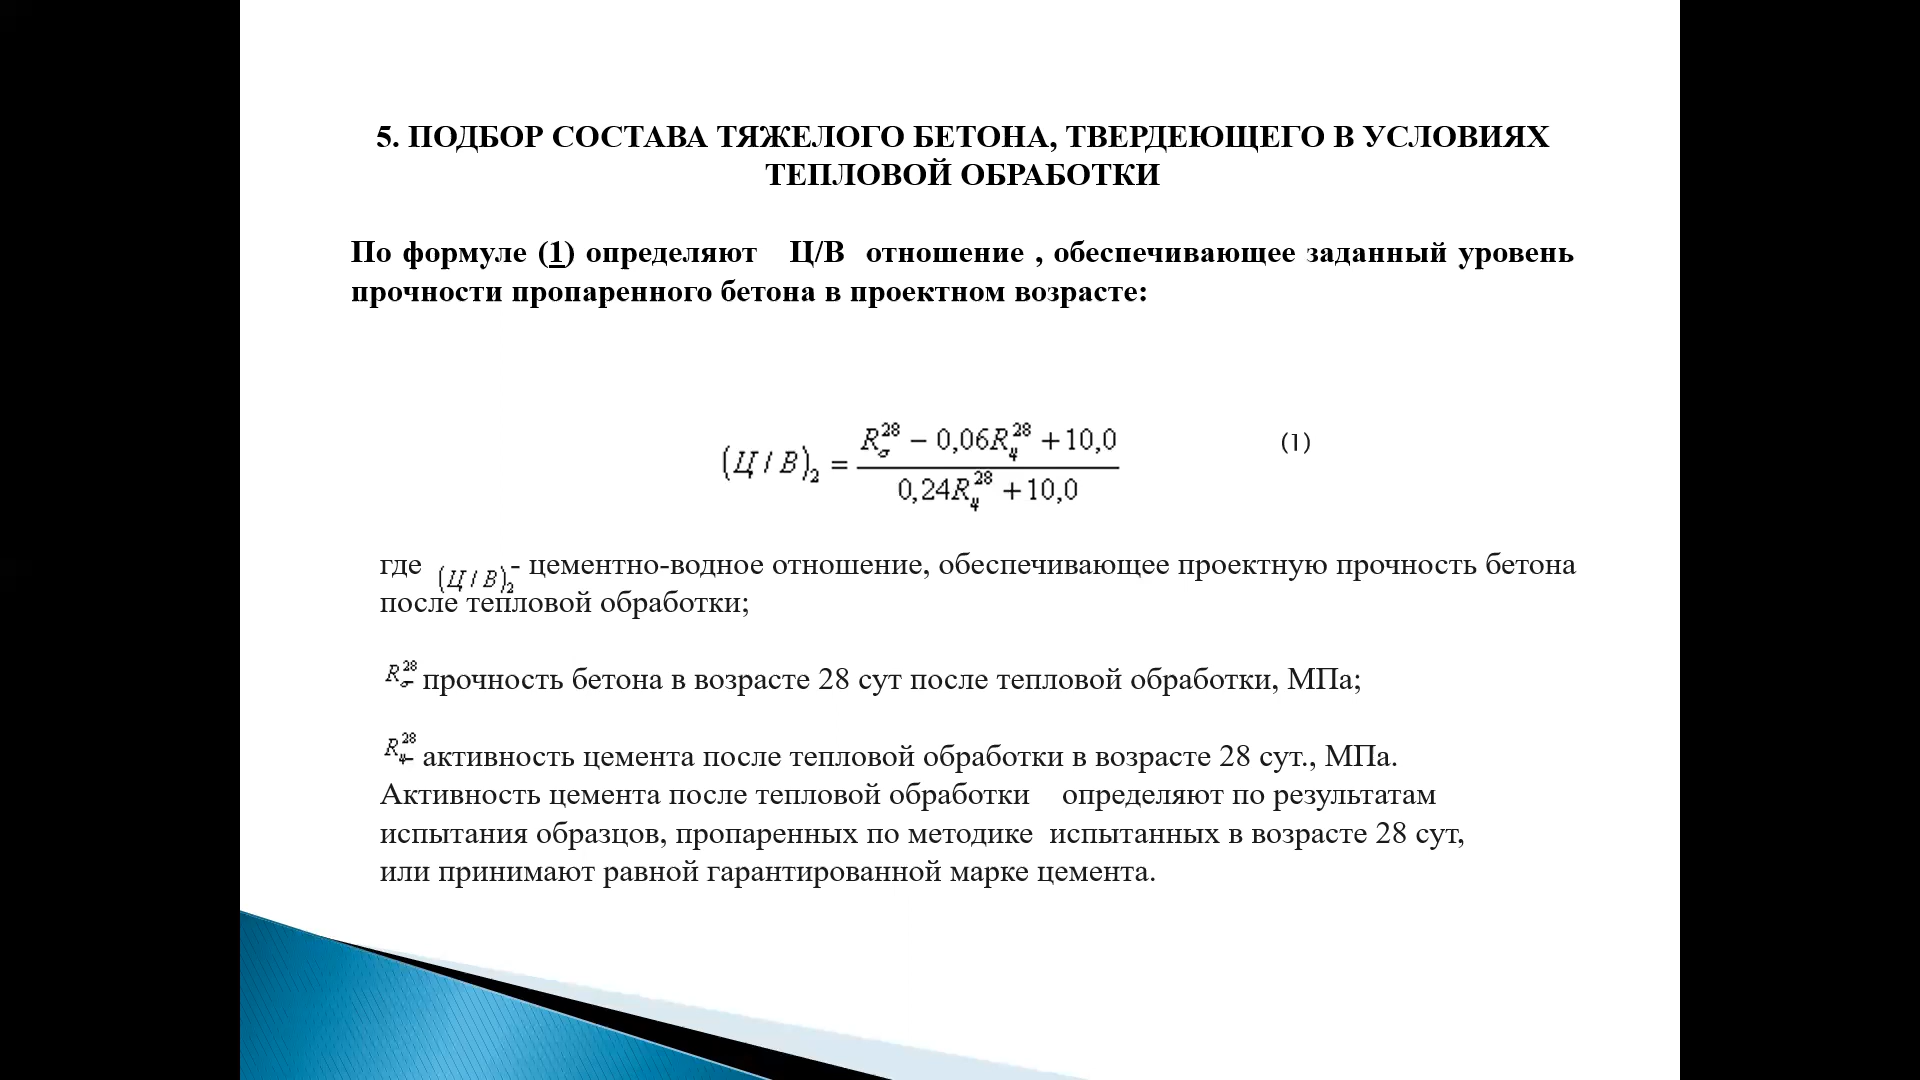 5. ПОДБОР СОСТАВА ТЯЖЕЛОГО БЕТОНА, ТВЕРДЕЮЩЕГО В УСЛОВИЯХ
ТЕПЛОВОЙ ОБРАБОТКИ
По формуле (1) определяют Ц/В отношение , обеспечивающее заданный уровень
прочности пропаренного бетона в проектном возрасте:
(Ц / В)₂ = (R_б^28 − 0,06R_ц^28 + 10,0) / (0,24R_ц^28 + 10,0) (1)
где (Ц / В)₂ - цементно-водное отношение, обеспечивающее проектную прочность бетона
после тепловой обработки;
R_б^28 - прочность бетона в возрасте 28 сут после тепловой обработки, МПа;
R_ц^28 - активность цемента после тепловой обработки в возрасте 28 сут., МПа.
Активность цемента после тепловой обработки определяют по результатам
испытания образцов, пропаренных по методике испытанных в возрасте 28 сут,
или принимают равной гарантированной марке цемента.